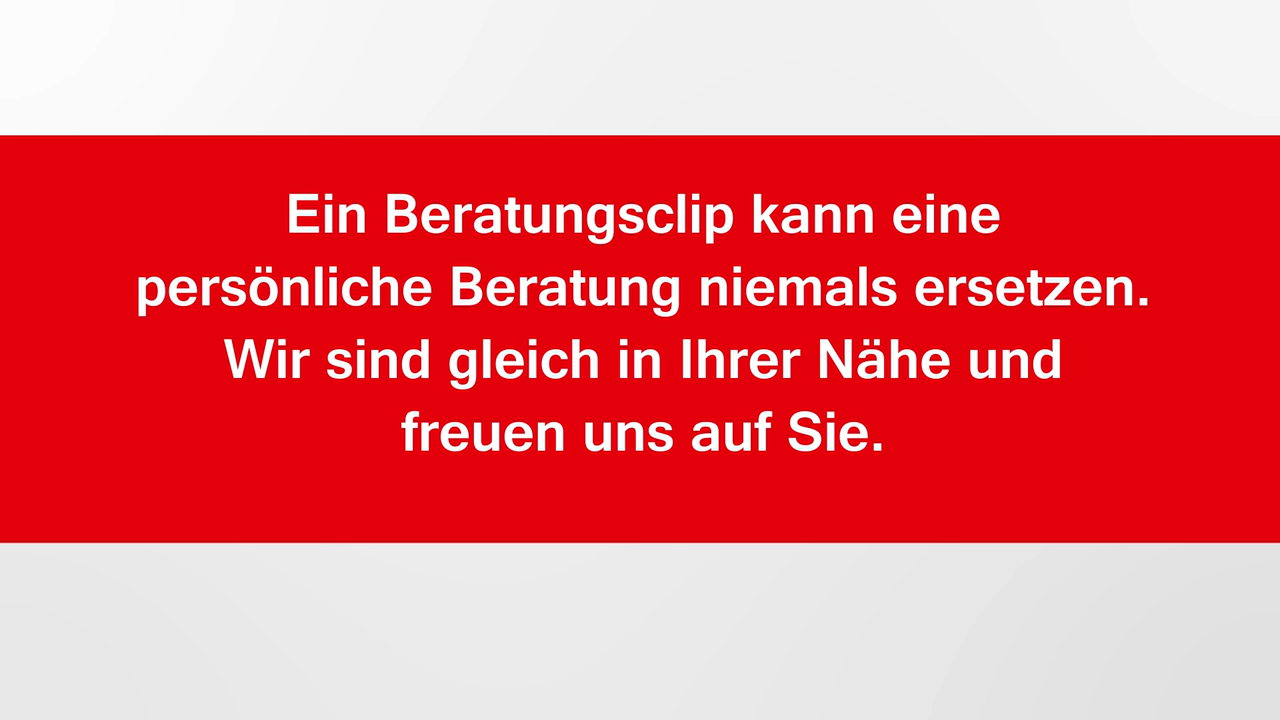 Ein Beratungsclip kann eine
persönliche Beratung niemals ersetzen.
Wir sind gleich in Ihrer Nähe und
freuen uns auf Sie.